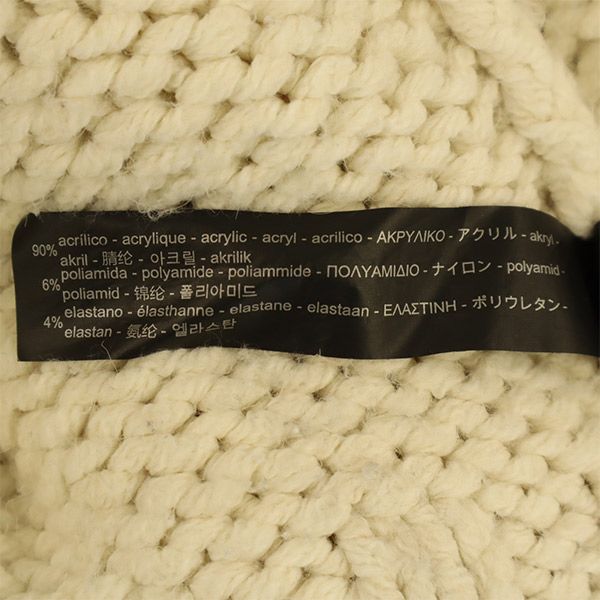 90% acrílico - acrylique - acrylic - acryl - acrilico - ΑΚΡΥΛΙΚΟ - アクリル - akryl -
akril - 腈纶 - 아크릴 - akrilik
6% poliamida - polyamide - poliammide - ΠΟΛΥΑΜΙΔΙΟ - ナイロン - polyamid -
poliamid - 锦纶 - 폴리아미드
4% elastano - élasthanne - elastane - elastaan - ΕΛΑΣΤΙΝΗ - ポリウレタン -
elastan - 氨纶 - 엘라스탄